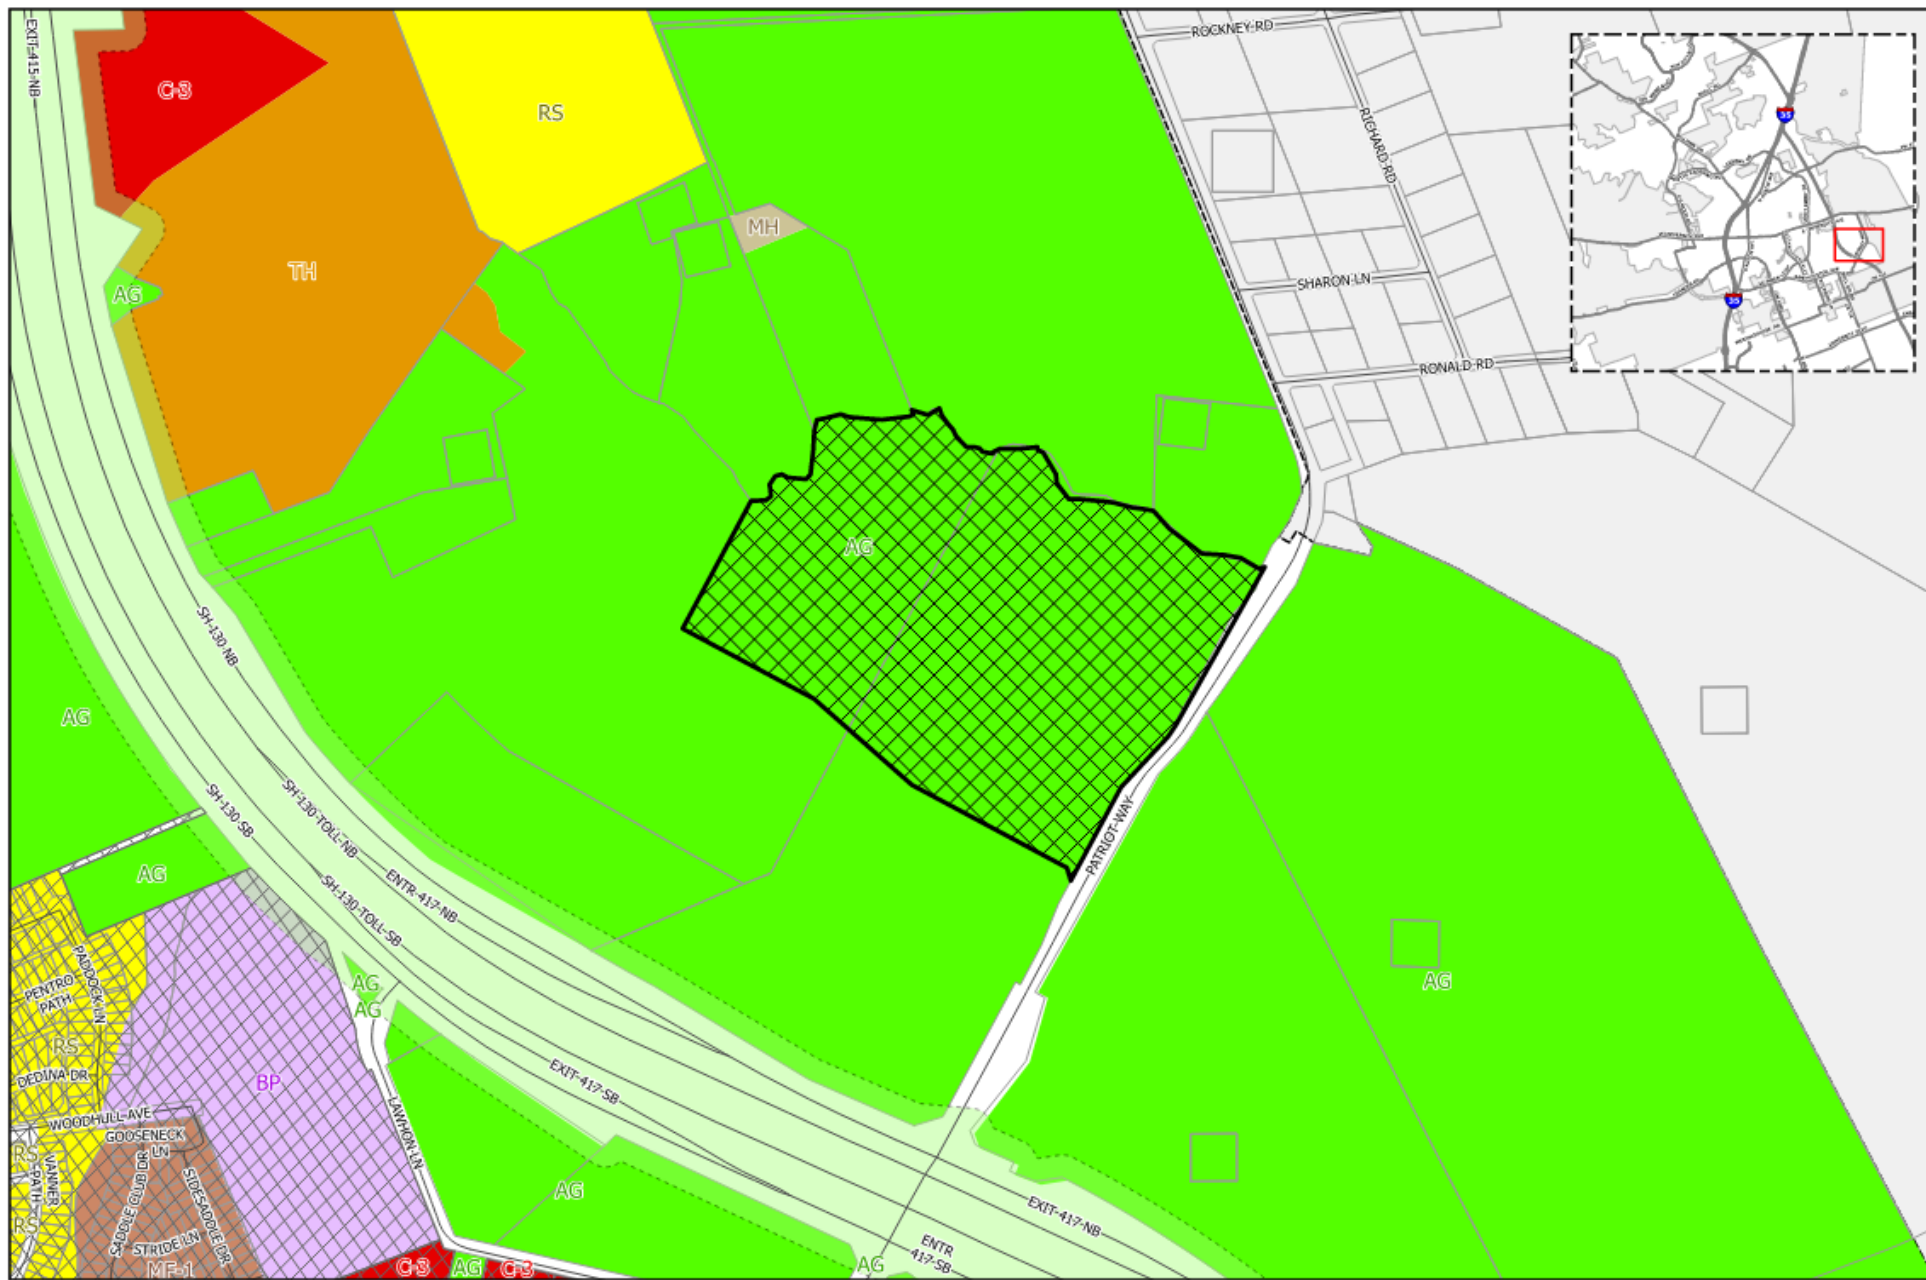 EXIT-415-NB
ROCKNEY RD
C-3
RS
RICHARD RD
35
MH
TH
SHARON-LN
AG
35
RONALD RD
AG
SH-130-NB
AG
SH-130-SB
SH-130-TOLL-NB
PATRIOT-WAY
AG
ENTR-417-NB
SH-130-TOLL-SB
PADDOCK-LN
PENTRO
PATH
AG
AG
AG
RS
DEDINA-DR
BP
EXIT-417-SB
WOODHULL AVE
GOOSENECK
LN
LAWHON-LN
RS
VANNER
PATH
SADDLE CLUB DR
SIDESADDLE DR
AG
RS
STRIDE LN
EXIT-417-NB
ENTR
417-SB
MF-1
C-3
AG
C-3
AG